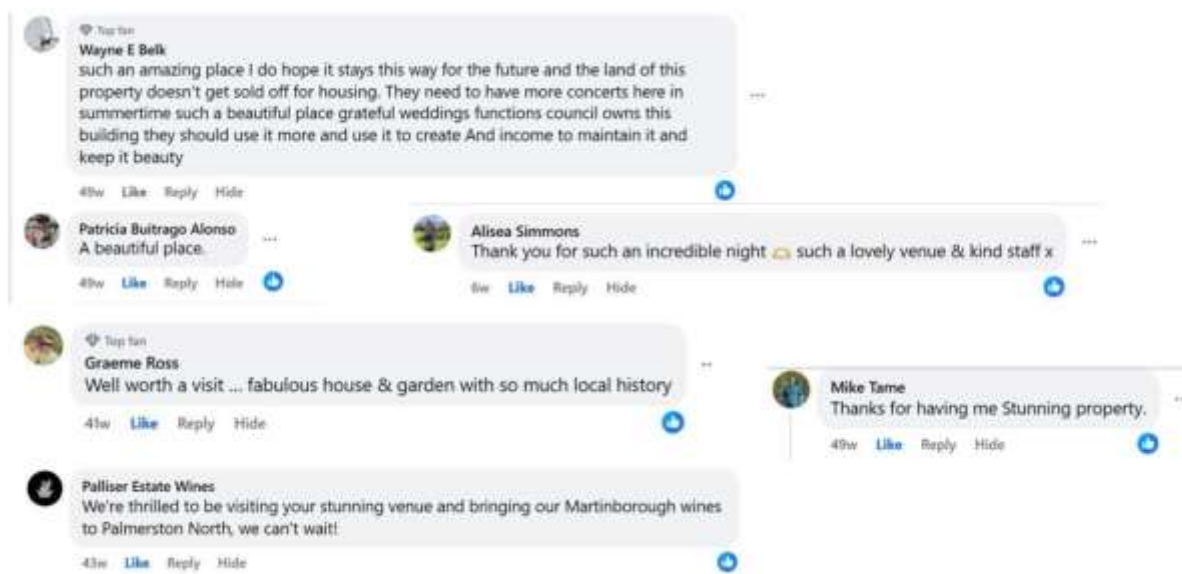 Top fan
Wayne E Belk
such an amazing place I do hope it stays this way for the future and the land of this
property doesn't get sold off for housing. They need to have more concerts here in
summertime such a beautiful place grateful weddings functions council owns this
building they should use it more and use it to create And income to maintain it and
keep it beauty
49w Like Reply Hide
Patricia Buitrago Alonso
A beautiful place.
49w Like Reply Hide
Alisea Simmons
Thank you for such an incredible night 🫶 such a lovely venue & kind staff x
6w Like Reply Hide
Top fan
Graeme Ross
Well worth a visit ... fabulous house & garden with so much local history
41w Like Reply Hide
Mike Tame
Thanks for having me Stunning property.
49w Like Reply Hide
Palliser Estate Wines
We're thrilled to be visiting your stunning venue and bringing our Martinborough wines
to Palmerston North, we can't wait!
43w Like Reply Hide